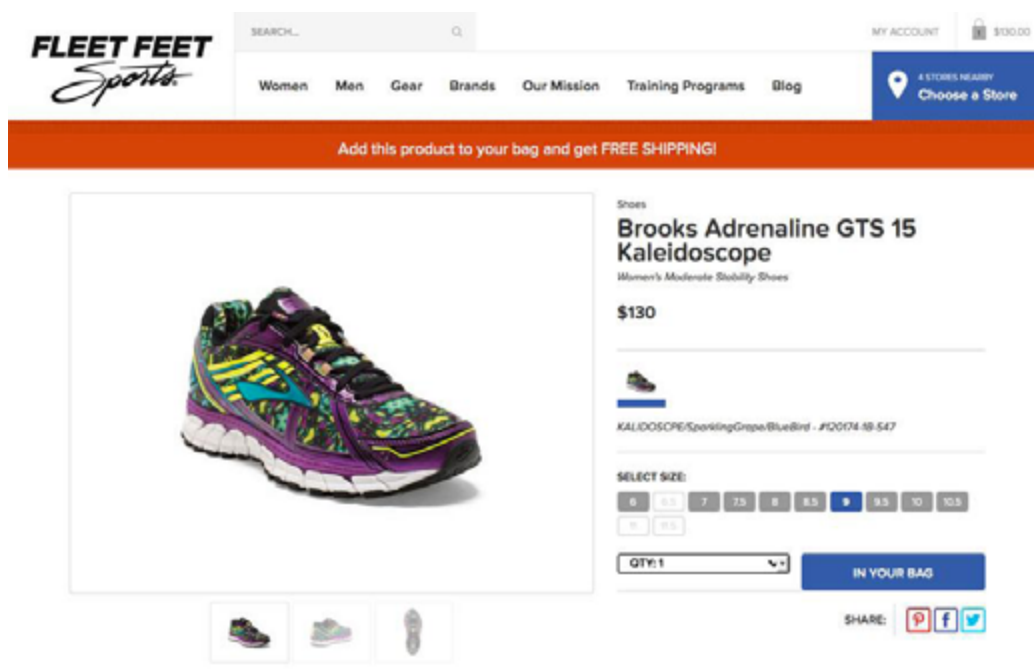 FLEET FEET
Sports
SEARCH...
MY ACCOUNT
1
$130.00
Women Men Gear Brands Our Mission Training Programs Blog
4 STORES NEARBY
Choose a Store
Add this product to your bag and get FREE SHIPPING!
Shoes
Brooks Adrenaline GTS 15
Kaleidoscope
Women's Moderate Stability Shoes
$130
KALIDOSCPE/SparklingGrape/BlueBird - #120174-1B-547
SELECT SIZE:
6 6.5 7 7.5 8 8.5 9 9.5 10 10.5
11 11.5
QTY: 1
IN YOUR BAG
SHARE: